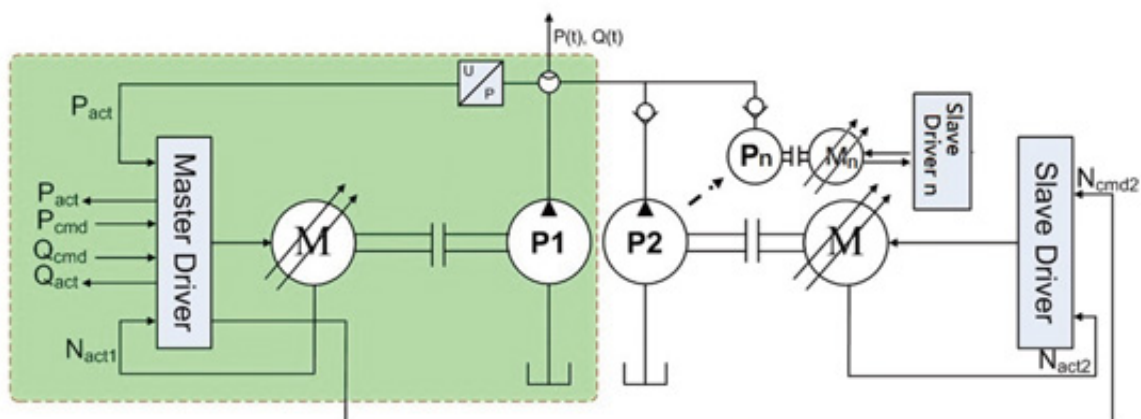 P(t), Q(t)
U
P
Pact
Pact
Pcmd
Qcmd
Qact
Nact1
Master Driver
M
P1
P2
M
Pn
Mn
Slave
Driver n
Slave Driver
Ncmd2
Nact2